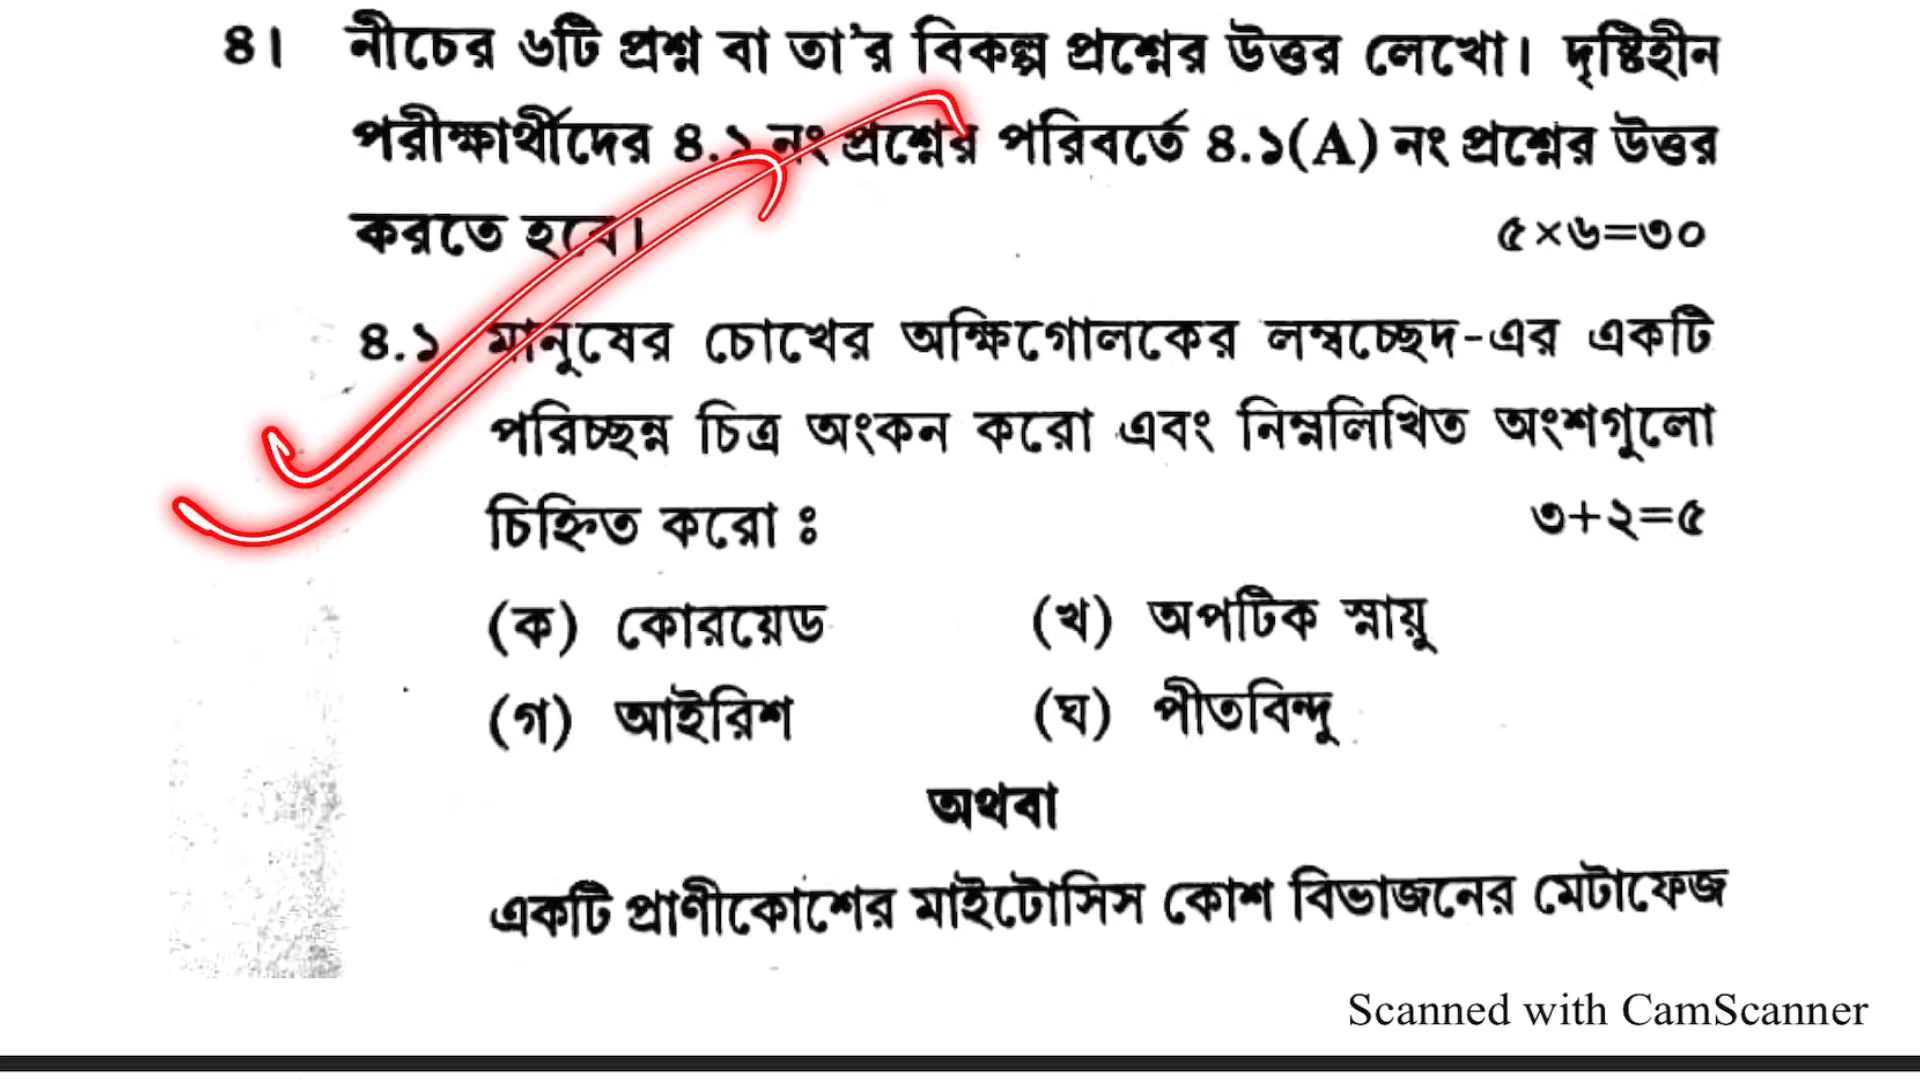 ৪। নীচের ৬টি প্রশ্ন বা তা'র বিকল্প প্রশ্নের উত্তর লেখো। দৃষ্টিহীন
পরীক্ষার্থীদের ৪.১ নং প্রশ্নের পরিবর্তে ৪.১(A) নং প্রশ্নের উত্তর
করতে হবে। ৫×৬=৩০
৪.১ মানুষের চোখের অক্ষিগোলকের লম্বচ্ছেদ-এর একটি
পরিচ্ছন্ন চিত্র অংকন করো এবং নিম্নলিখিত অংশগুলো
চিহ্নিত করো ঃ ৩+২=৫
(ক) কোরয়েড (খ) অপটিক স্নায়ু
(গ) আইরিশ (ঘ) পীতবিন্দু
অথবা
একটি প্রাণীকোশের মাইটোসিস কোশ বিভাজনের মেটাফেজ
Scanned with CamScanner